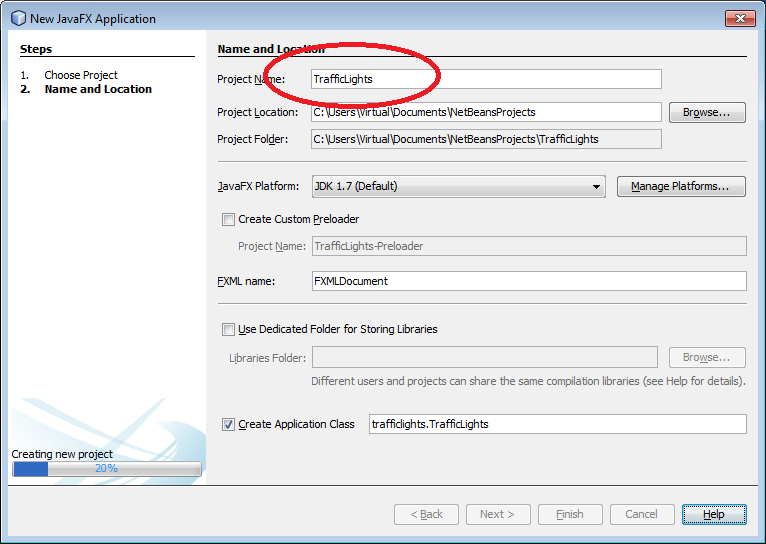 New JavaFX Application
Steps
1. Choose Project
2. Name and Location
Name and Location
Project Name: TrafficLights
Project Location: C:\Users\Virtual\Documents\NetBeansProjects Browse...
Project Folder: C:\Users\Virtual\Documents\NetBeansProjects\TrafficLights
JavaFX Platform: JDK 1.7 (Default) Manage Platforms...
Create Custom Preloader
Project Name: TrafficLights-Preloader
FXML name: FXMLDocument
Use Dedicated Folder for Storing Libraries
Libraries Folder: Browse...
Different users and projects can share the same compilation libraries (see Help for details).
Create Application Class trafficlights.TrafficLights
Creating new project
20%
< Back Next > Finish Cancel Help